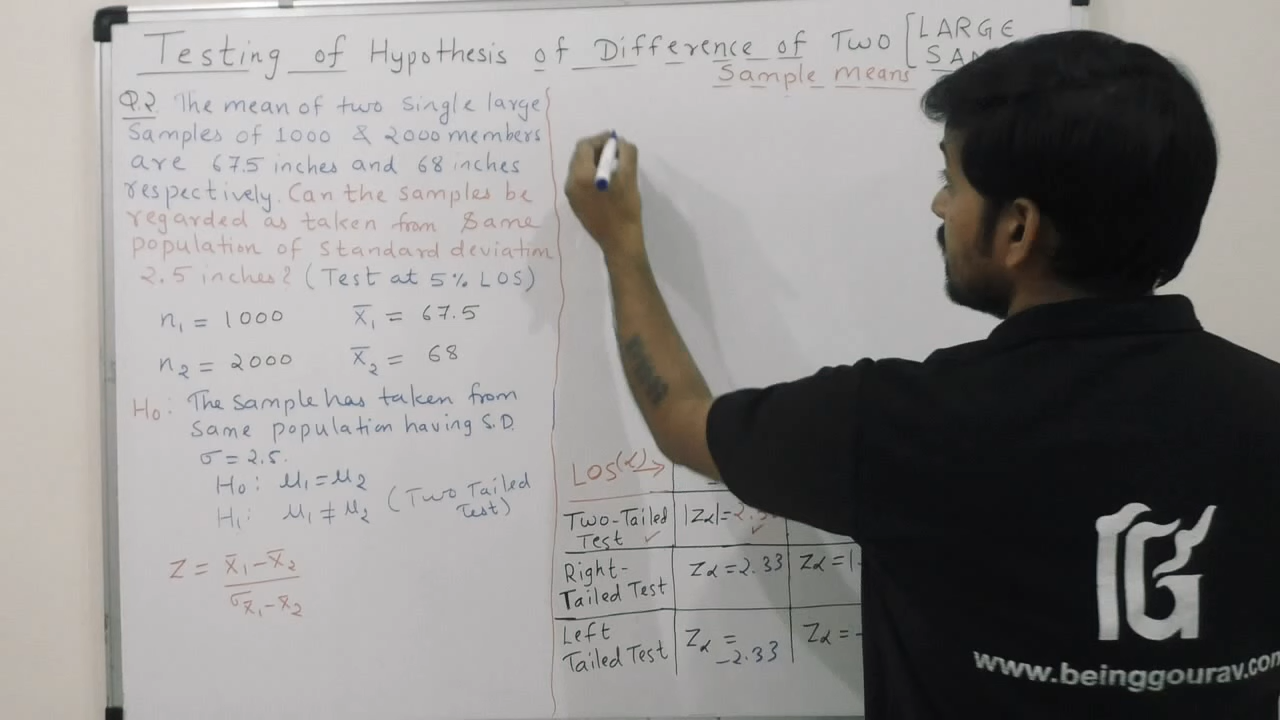 Testing of Hypothesis of Difference of Two [LARGE
Sample means
Q.2 The mean of two single large
Samples of 1000 & 2000 members
are 67.5 inches and 68 inches
respectively. Can the samples be
regarded as taken from Same
population of standard deviation
2.5 inches? (Test at 5% LOS)
n₁ = 1000 x̄₁ = 67.5
n₂ = 2000 x̄₂ = 68
H₀: The sample has taken from
same population having S.D.
σ = 2.5.
H₀: μ₁ = μ₂
H₁: μ₁ ≠ μ₂ (Two Tailed
Test)
Z = x̄₁ - x̄₂
σx̄₁ - x̄₂
LOS(α) →
Two-Tailed |Zα| =
Test ✓ ✓
Right- Zα = 2.33 Zα =
Tailed Test
Left Zα = Zα = -
Tailed Test -2.33
www.beinggourav.com